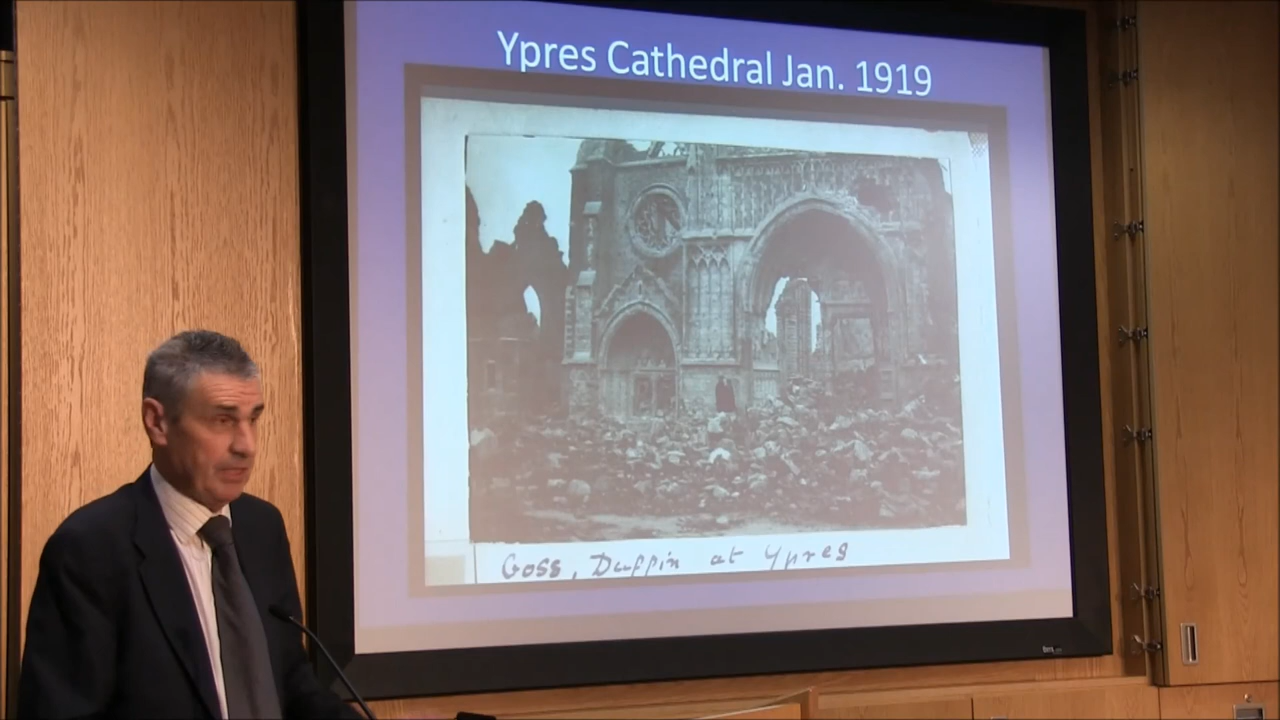 Ypres Cathedral Jan. 1919
Goss, Duffin at Ypres